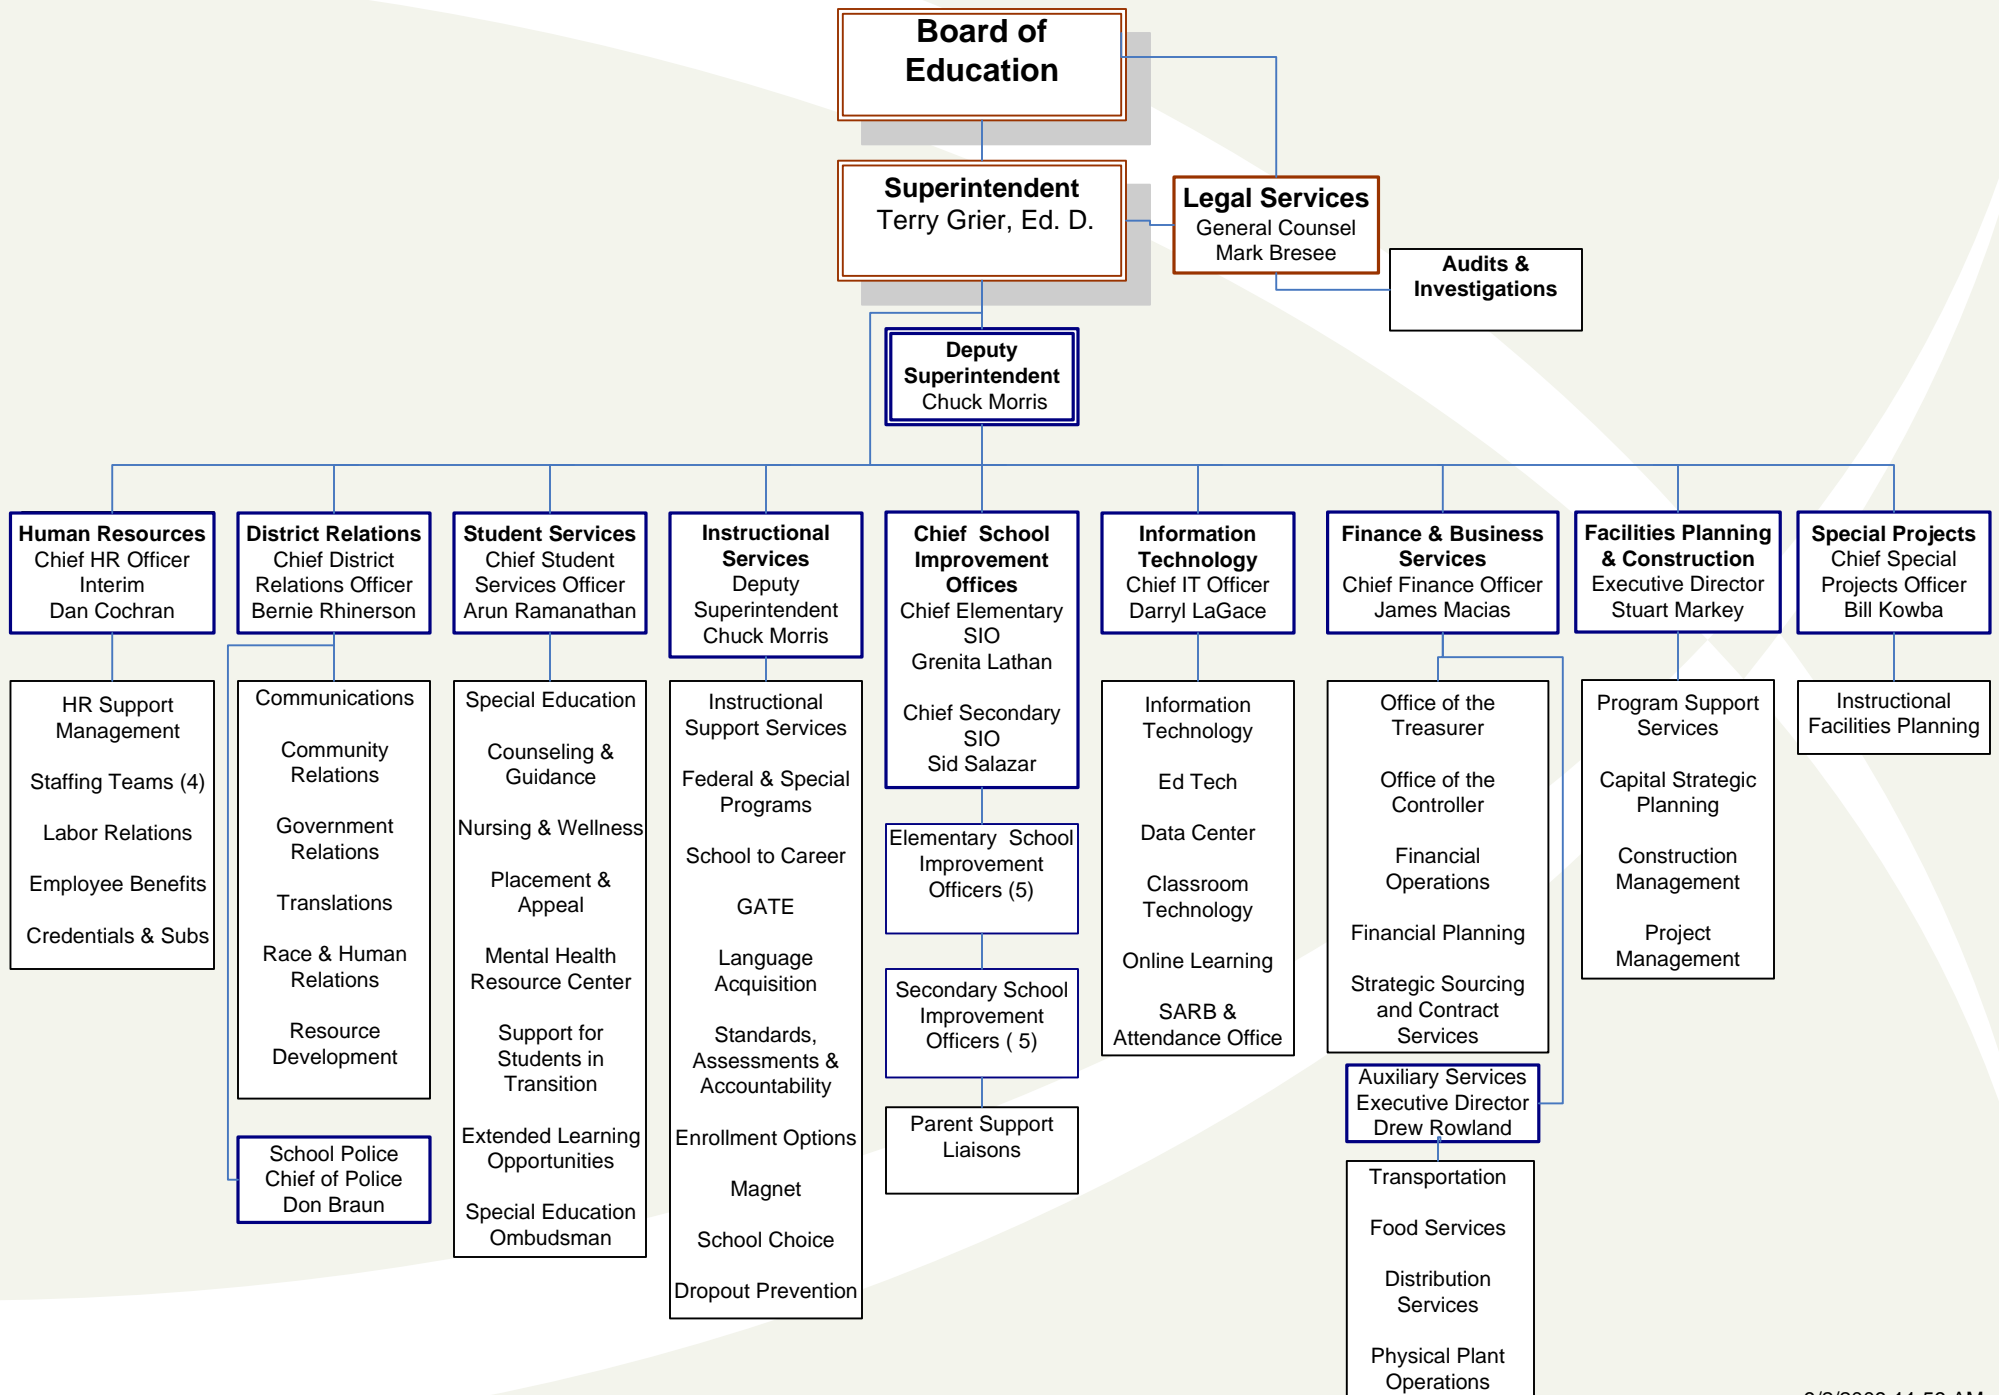 Board of
Education
Superintendent
Terry Grier, Ed. D.
Legal Services
General Counsel
Mark Bresee
Audits &
Investigations
Deputy
Superintendent
Chuck Morris
Human Resources
Chief HR Officer
Interim
Dan Cochran
HR Support
Management
Staffing Teams (4)
Labor Relations
Employee Benefits
Credentials & Subs
District Relations
Chief District
Relations Officer
Bernie Rhinerson
Communications
Community
Relations
Government
Relations
Translations
Race & Human
Relations
Resource
Development
School Police
Chief of Police
Don Braun
Student Services
Chief Student
Services Officer
Arun Ramanathan
Special Education
Counseling &
Guidance
Nursing & Wellness
Placement &
Appeal
Mental Health
Resource Center
Support for
Students in
Transition
Extended Learning
Opportunities
Special Education
Ombudsman
Instructional
Services
Deputy
Superintendent
Chuck Morris
Instructional
Support Services
Federal & Special
Programs
School to Career
GATE
Language
Acquisition
Standards,
Assessments &
Accountability
Enrollment Options
Magnet
School Choice
Dropout Prevention
Chief School
Improvement
Offices
Chief Elementary
SIO
Grenita Lathan
Chief Secondary
SIO
Sid Salazar
Elementary School
Improvement
Officers (5)
Secondary School
Improvement
Officers ( 5)
Parent Support
Liaisons
Information
Technology
Chief IT Officer
Darryl LaGace
Information
Technology
Ed Tech
Data Center
Classroom
Technology
Online Learning
SARB &
Attendance Office
Finance & Business
Services
Chief Finance Officer
James Macias
Office of the
Treasurer
Office of the
Controller
Financial
Operations
Financial Planning
Strategic Sourcing
and Contract
Services
Auxiliary Services
Executive Director
Drew Rowland
Transportation
Food Services
Distribution
Services
Physical Plant
Operations
Facilities Planning
& Construction
Executive Director
Stuart Markey
Program Support
Services
Capital Strategic
Planning
Construction
Management
Project
Management
Special Projects
Chief Special
Projects Officer
Bill Kowba
Instructional
Facilities Planning